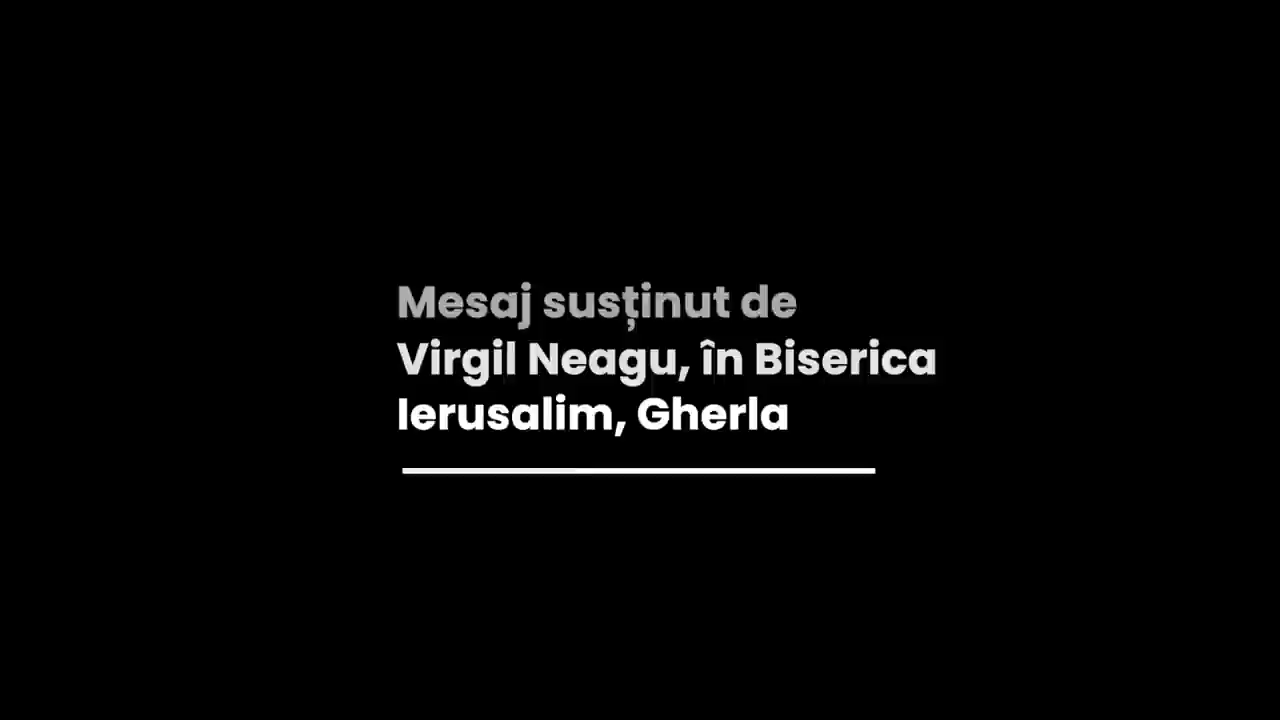 Mesaj susținut de
Virgil Neagu, în Biserica
Ierusalim, Gherla